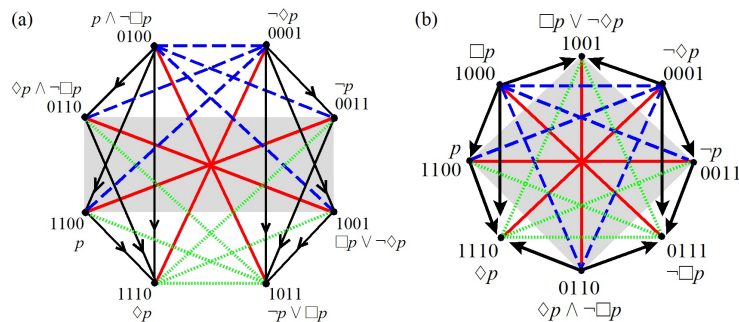 (a)
p ∧ ¬□p
0100
¬◇p
0001
◇p ∧ ¬□p
0110
¬p
0011
1100
p
1001
□p ∨ ¬◇p
1110
◇p
1011
¬p ∨ □p
(b)
□p ∨ ¬◇p
1001
□p
1000
¬◇p
0001
p
1100
¬p
0011
1110
◇p
0111
¬□p
0110
◇p ∧ ¬□p